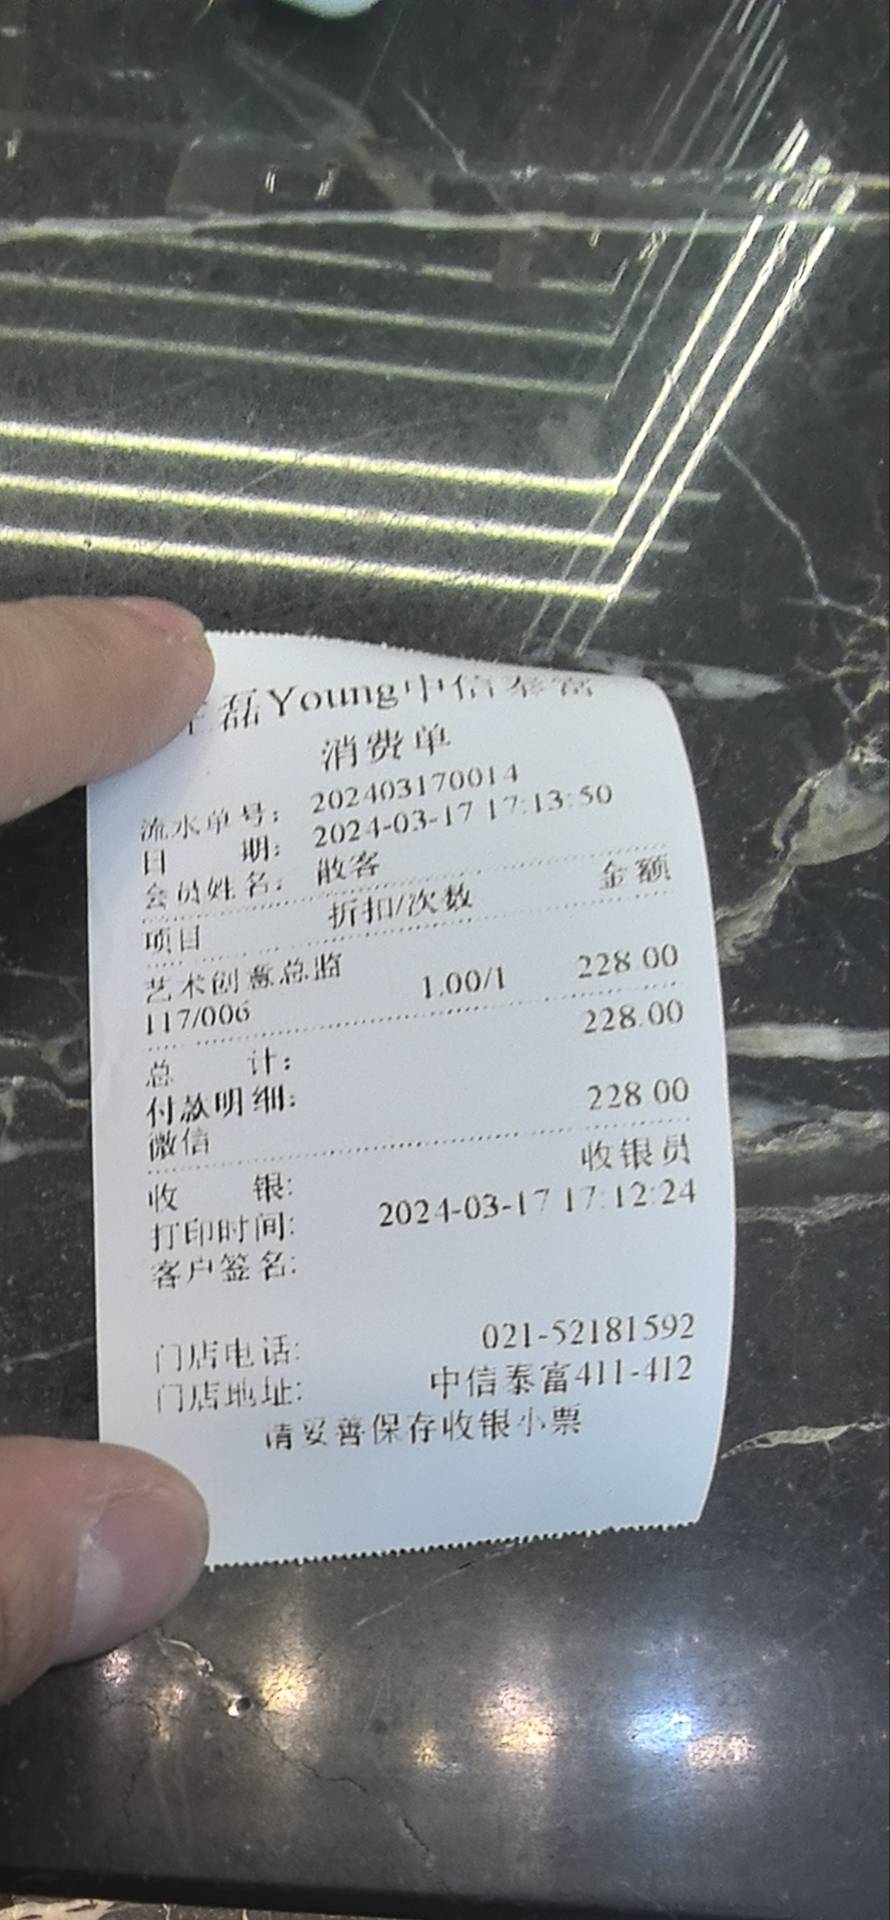 磊Young中信泰富
消费单
流水单号: 202403170014
日 期: 2024-03-17 17:13:50
会员姓名: 散客
项目 折扣/次数 金额
艺术创意总监
117/006 1.00/1 228.00
总 计: 228.00
付款明细:
微信 228.00
收 银: 收银员
打印时间: 2024-03-17 17:12:24
客户签名:
门店电话: 021-52181592
门店地址: 中信泰富411-412
请妥善保存收银小票